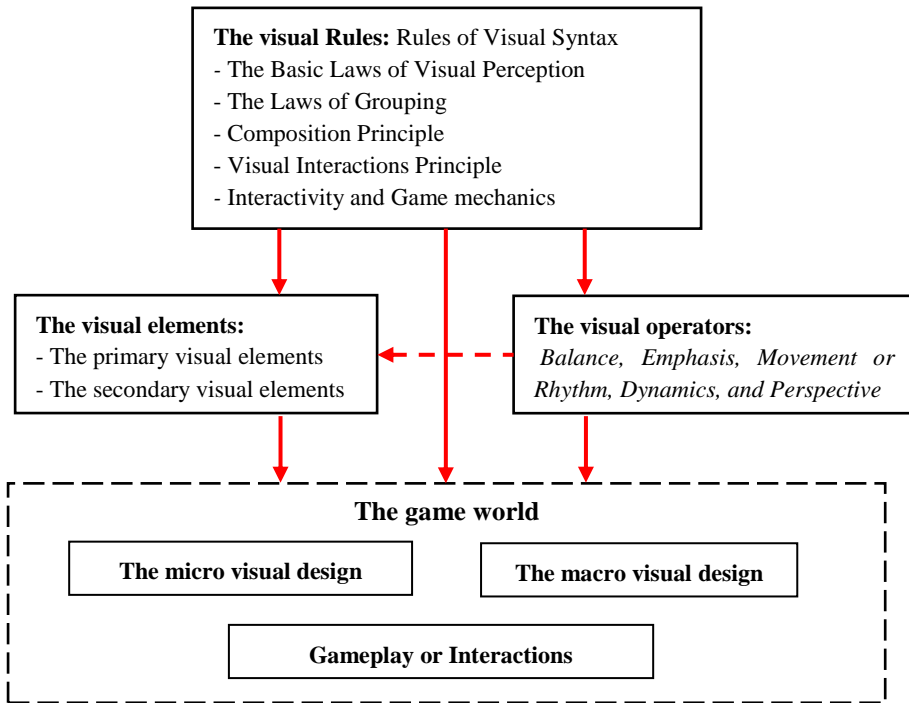 The visual Rules: Rules of Visual Syntax
- The Basic Laws of Visual Perception
- The Laws of Grouping
- Composition Principle
- Visual Interactions Principle
- Interactivity and Game mechanics
The visual elements:
- The primary visual elements
- The secondary visual elements
The visual operators:
Balance, Emphasis, Movement or
Rhythm, Dynamics, and Perspective
The game world
The micro visual design
The macro visual design
Gameplay or Interactions